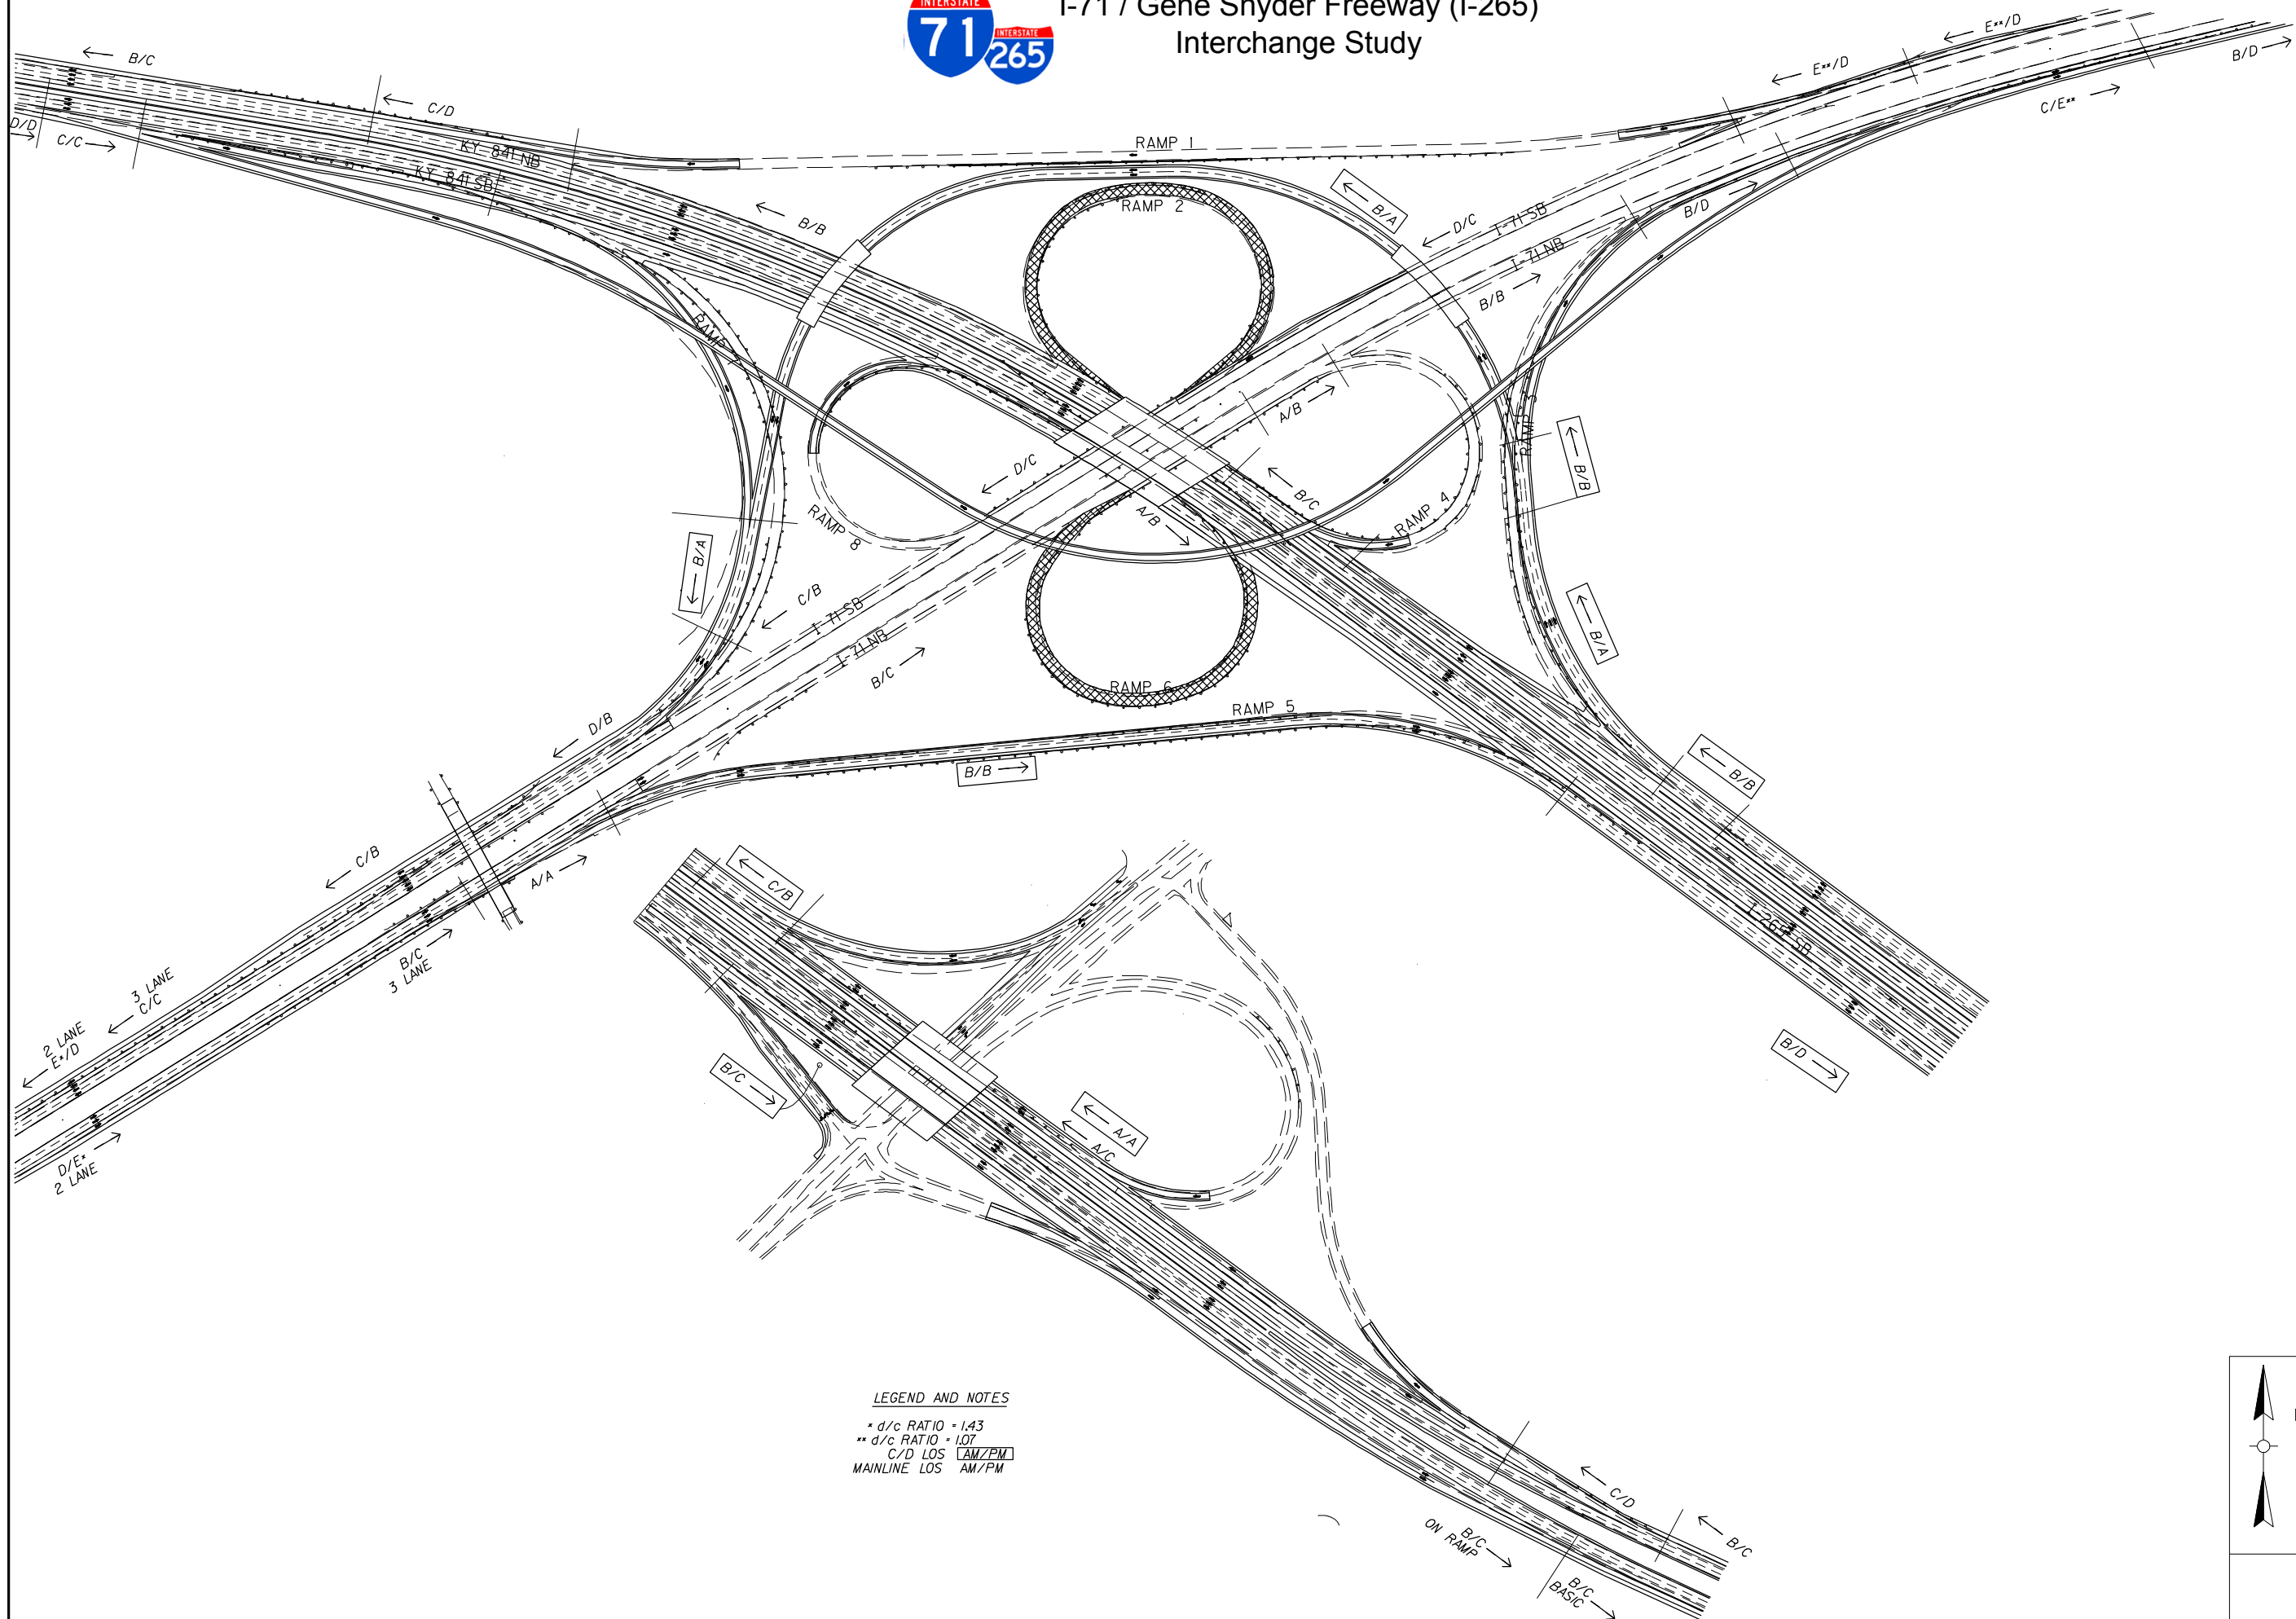 INTERSTATE
71
INTERSTATE
265
I-71 / Gene Snyder Freeway (I-265)
Interchange Study
E**/D
B/D
E**/D
C/E**
B/C
C/D
D/D
C/C
KY 841 NB
KY 841 SB
RAMP 1
RAMP 2
B/A
B/B
D/C
I-71 SB
B/D
I-71 NB
B/B
RAMP
A/B
RAMP 3
D/C
B/C
B/B
A/B
RAMP 4
RAMP 8
B/A
C/B
I-71 SB
I-71 NB
B/A
B/C
RAMP 6
RAMP 5
D/B
B/B
B/B
C/B
A/A
C/B
I-265 SB
B/C
3 LANE
3 LANE
C/C
2 LANE
E*/D
B/D
B/C
D/E*
2 LANE
A/A
A/C
LEGEND AND NOTES
* d/c RATIO = 1.43
** d/c RATIO = 1.07
C/D LOS AM/PM
MAINLINE LOS AM/PM
C/D
B/C
ON RAMP
B/C
B/C
BASIC